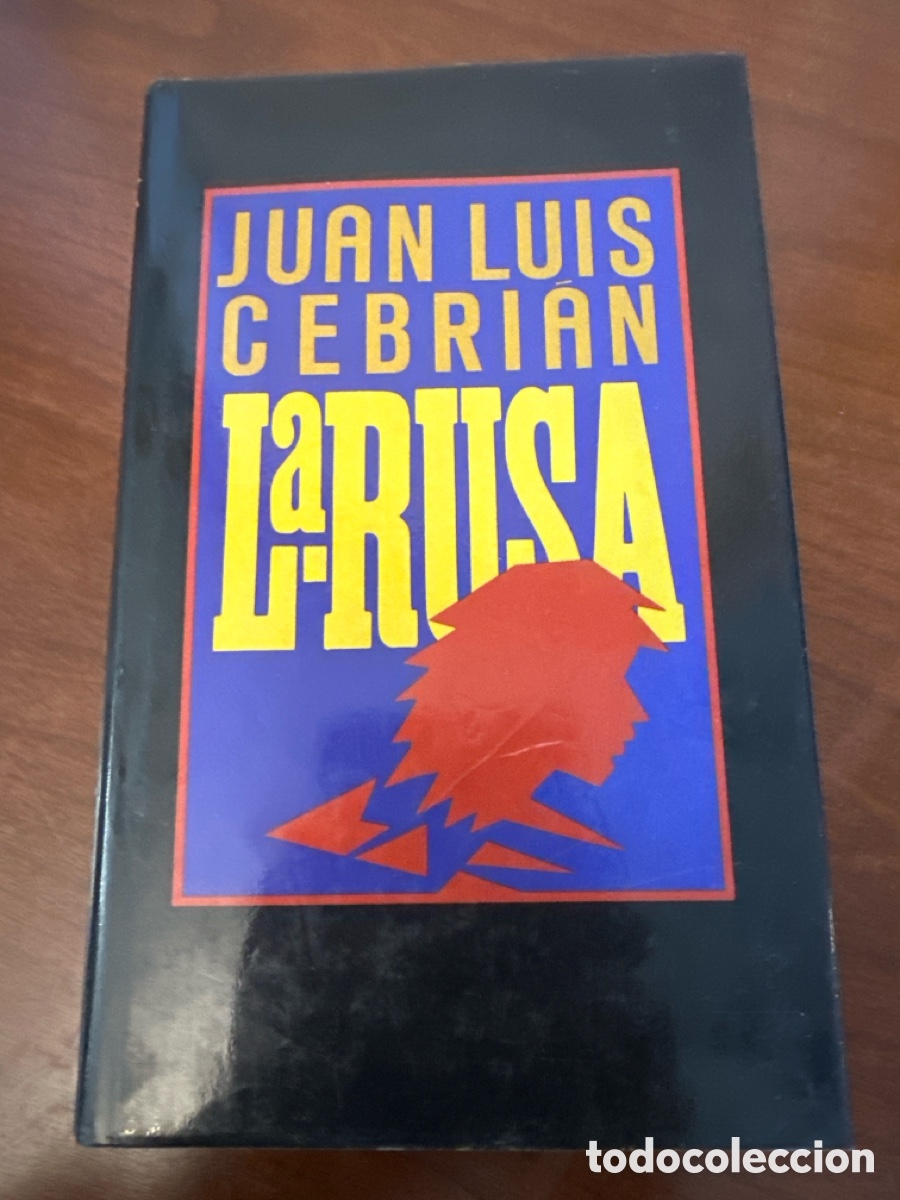 JUAN LUIS
CEBRIÁN
La RUSA
todocoleccion